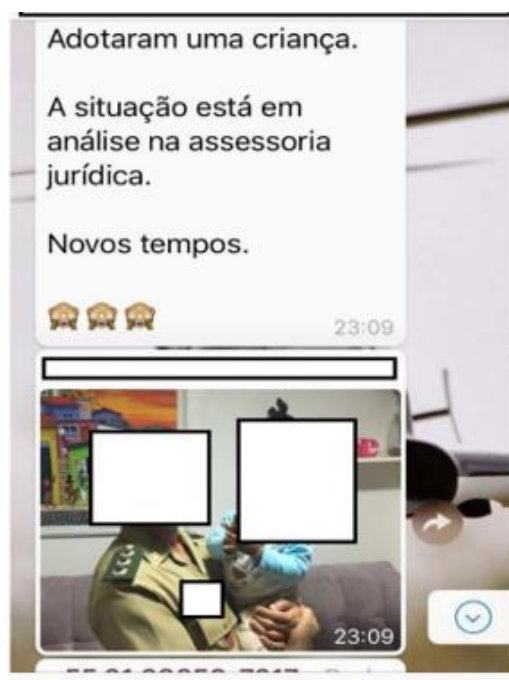 Adotaram uma criança.
A situação está em
análise na assessoria
jurídica.
Novos tempos.
23:09
23:09